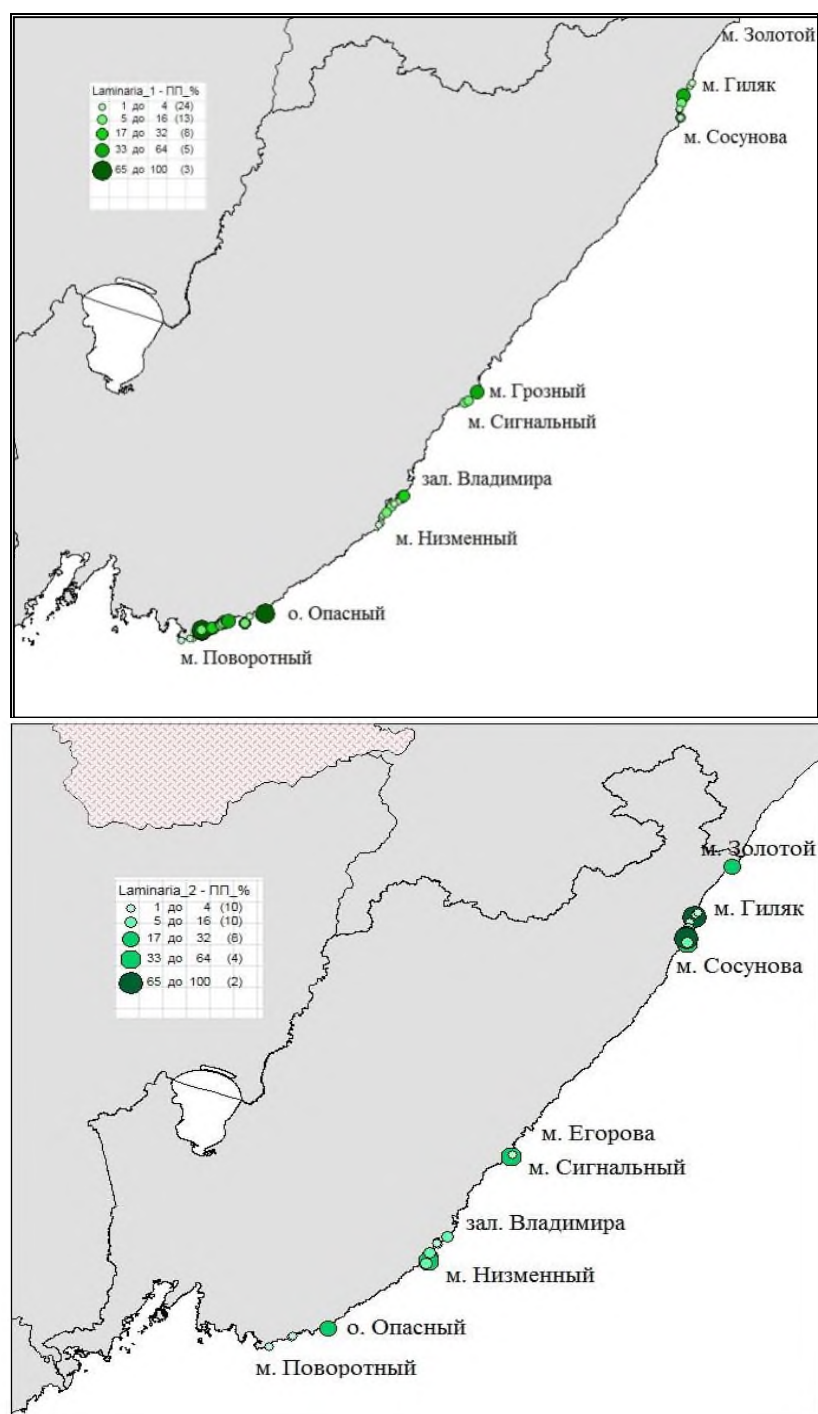 м. Золотой
Laminaria_1 - ПП_%
1 до 4 (24)
5 до 16 (13)
17 до 32 (8)
33 до 64 (5)
65 до 100 (3)
м. Гиляк
м. Сосунова
м. Грозный
м. Сигнальный
зал. Владимира
м. Низменный
о. Опасный
м. Поворотный
м. Золотой
Laminaria_2 - ПП_%
1 до 4 (10)
5 до 16 (10)
17 до 32 (8)
33 до 64 (4)
65 до 100 (2)
м. Гиляк
м. Сосунова
м. Егорова
м. Сигнальный
зал. Владимира
м. Низменный
о. Опасный
м. Поворотный